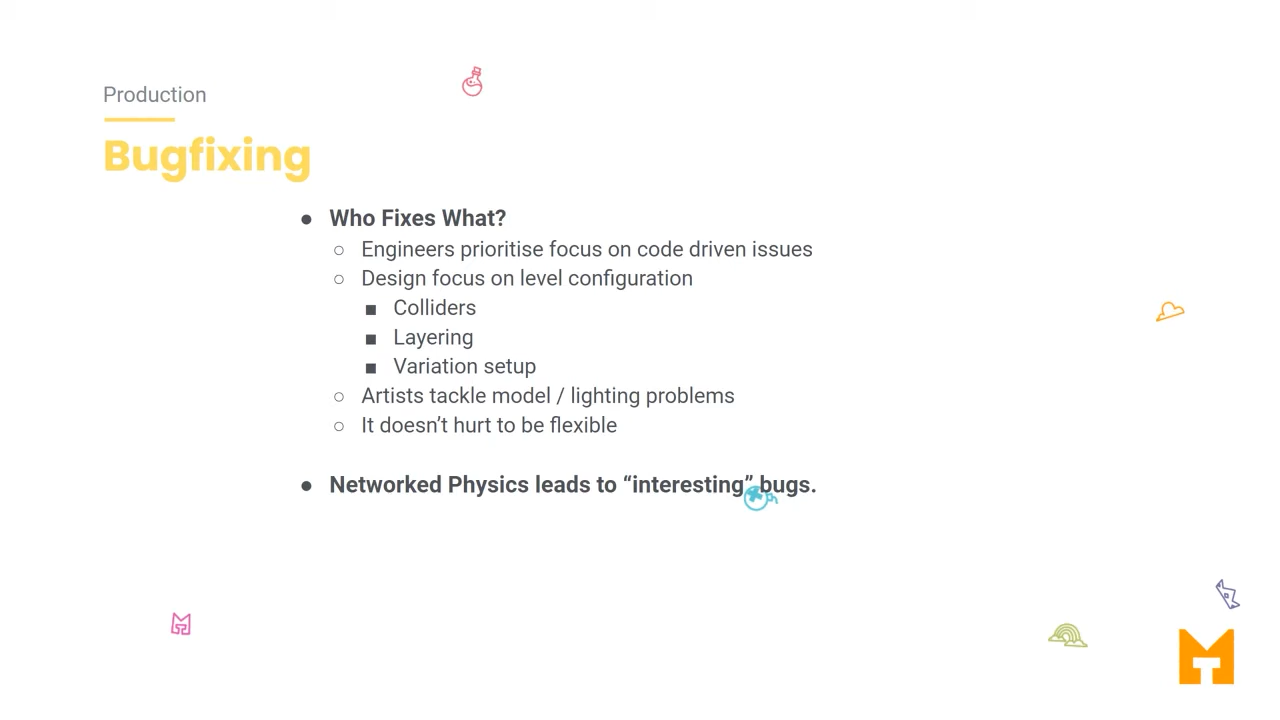 Production
Bugfixing
● Who Fixes What?
○ Engineers prioritise focus on code driven issues
○ Design focus on level configuration
■ Colliders
■ Layering
■ Variation setup
○ Artists tackle model / lighting problems
○ It doesn’t hurt to be flexible
● Networked Physics leads to “interesting” bugs.